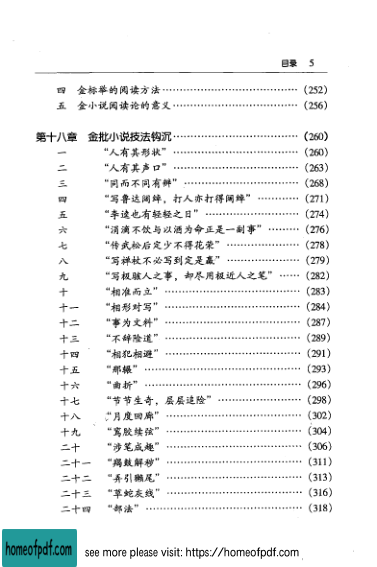 目录 5
四 金标举的阅读方法……………………………………(252)
五 金小说阅读论的意义…………………………………(256)
第十八章 金批小说技法钩沉……………………………(260)
一 “人有其形状”…………………………………(260)
二 “人有其声口”…………………………………(263)
三 “同而不同有辨”………………………………(268)
四 “写鲁达阔绰，打人亦打得阔绰”……………(271)
五 “李逵也有轻轻之日”…………………………(274)
六 “涓滴不饮与以酒为命正是一副事”…………(276)
七 “传武松后定少不得花荣”……………………(278)
八 “写禅杖不必写到定是赢”……………………(279)
九 “写极骇人之事，却尽用极近人之笔”………(282)
十 “相准而立”……………………………………(283)
十一 “相形对写”…………………………………(284)
十二 “事为文料”…………………………………(287)
十三 “不辞险道”…………………………………(289)
十四 “相犯相避”…………………………………(291)
十五 “那辗”………………………………………(293)
十六 “曲折”………………………………………(296)
十七 “节节生奇，层层追险”……………………(298)
十八 “月度回廊”…………………………………(302)
十九 “鸾胶续弦”…………………………………(304)
二十 “涉笔成趣”…………………………………(306)
二十一 “羯鼓解秽”………………………………(311)
二十二 “弄引獭尾”………………………………(313)
二十三 “草蛇灰线”………………………………(316)
二十四 “部法”……………………………………(318)
homeofpdf.com see more please visit: https://homeofpdf.com